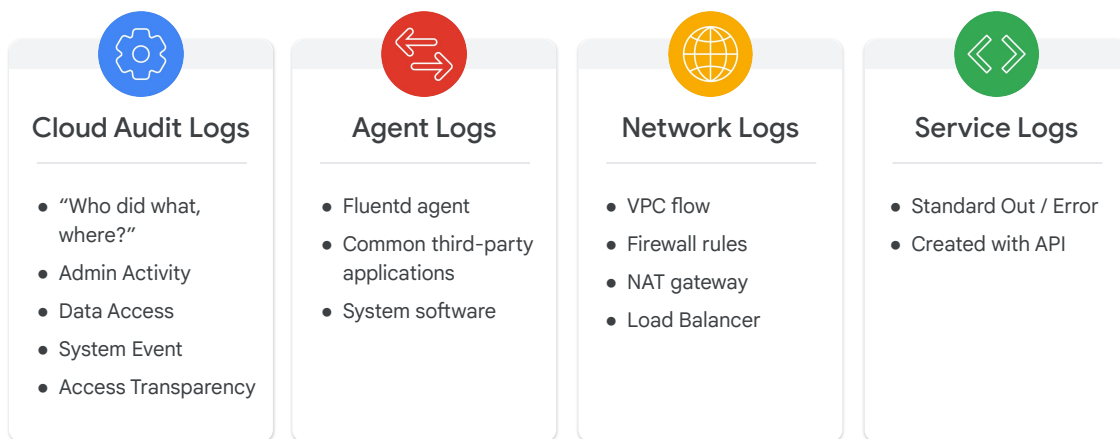 Cloud Audit Logs
● “Who did what,
where?”
● Admin Activity
● Data Access
● System Event
● Access Transparency
Agent Logs
● Fluentd agent
● Common third-party
applications
● System software
Network Logs
● VPC flow
● Firewall rules
● NAT gateway
● Load Balancer
Service Logs
● Standard Out / Error
● Created with API